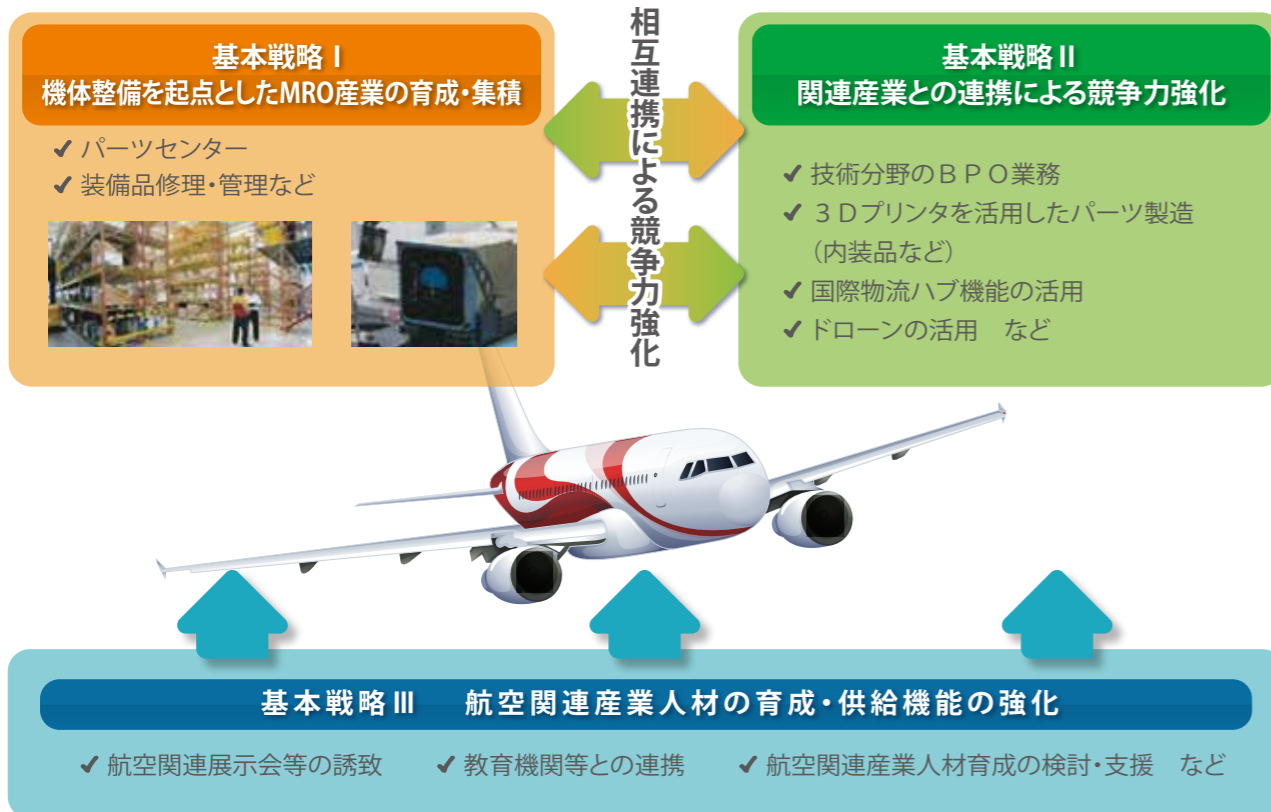 基本戦略Ⅰ
機体整備を起点としたMRO産業の育成・集積
✔ パーツセンター
✔ 装備品修理・管理など
相互連携による競争力強化
基本戦略Ⅱ
関連産業との連携による競争力強化
✔ 技術分野のＢＰＯ業務
✔ ３Ｄプリンタを活用したパーツ製造
（内装品など）
✔ 国際物流ハブ機能の活用
✔ ドローンの活用　など
基本戦略Ⅲ　航空関連産業人材の育成・供給機能の強化
✔ 航空関連展示会等の誘致　✔ 教育機関等との連携　✔ 航空関連産業人材育成の検討・支援　など